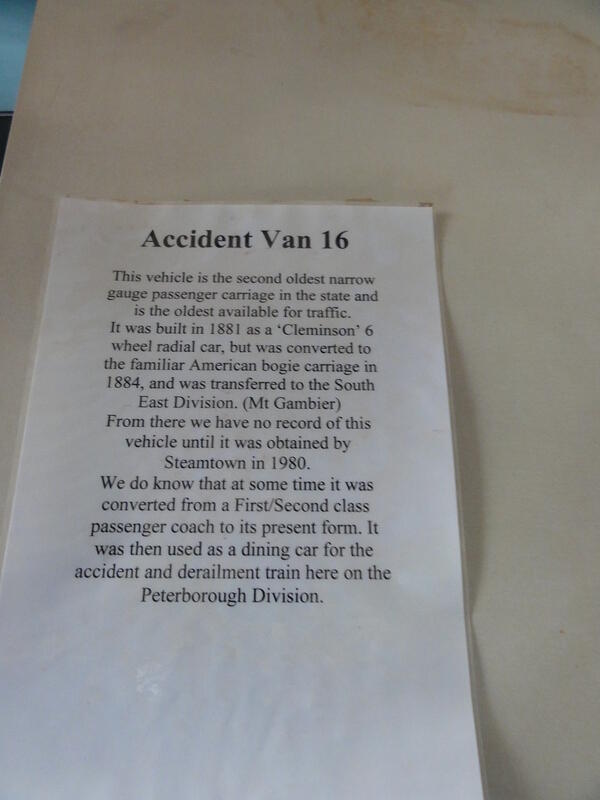 Accident Van 16
This vehicle is the second oldest narrow
gauge passenger carriage in the state and
is the oldest available for traffic.
It was built in 1881 as a ‘Cleminson’ 6
wheel radial car, but was converted to
the familiar American bogie carriage in
1884, and was transferred to the South
East Division. (Mt Gambier)
From there we have no record of this
vehicle until it was obtained by
Steamtown in 1980.
We do know that at some time it was
converted from a First/Second class
passenger coach to its present form. It
was then used as a dining car for the
accident and derailment train here on the
Peterborough Division.